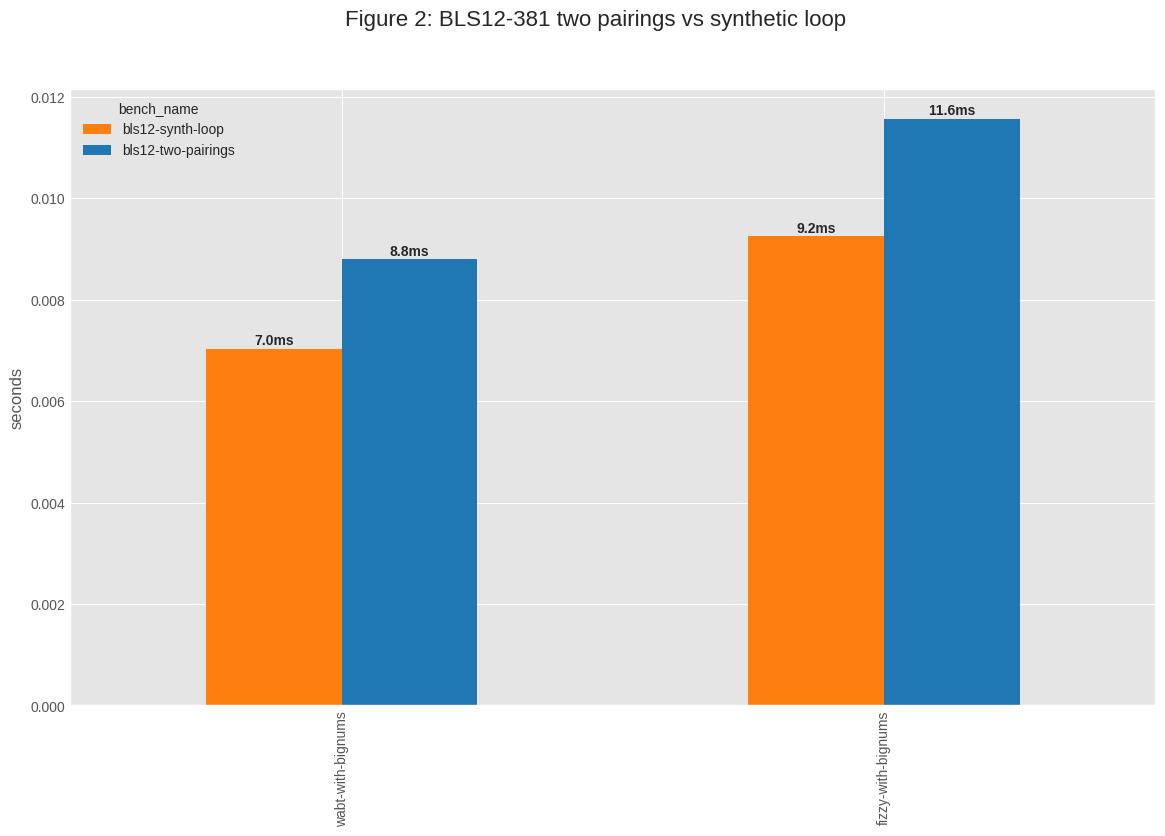 Figure 2: BLS12-381 two pairings vs synthetic loop
bench_name
bls12-synth-loop
bls12-two-pairings
seconds
0.012
0.010
0.008
0.006
0.004
0.002
0.000
7.0ms
8.8ms
9.2ms
11.6ms
wabt-with-bignums
fizzy-with-bignums